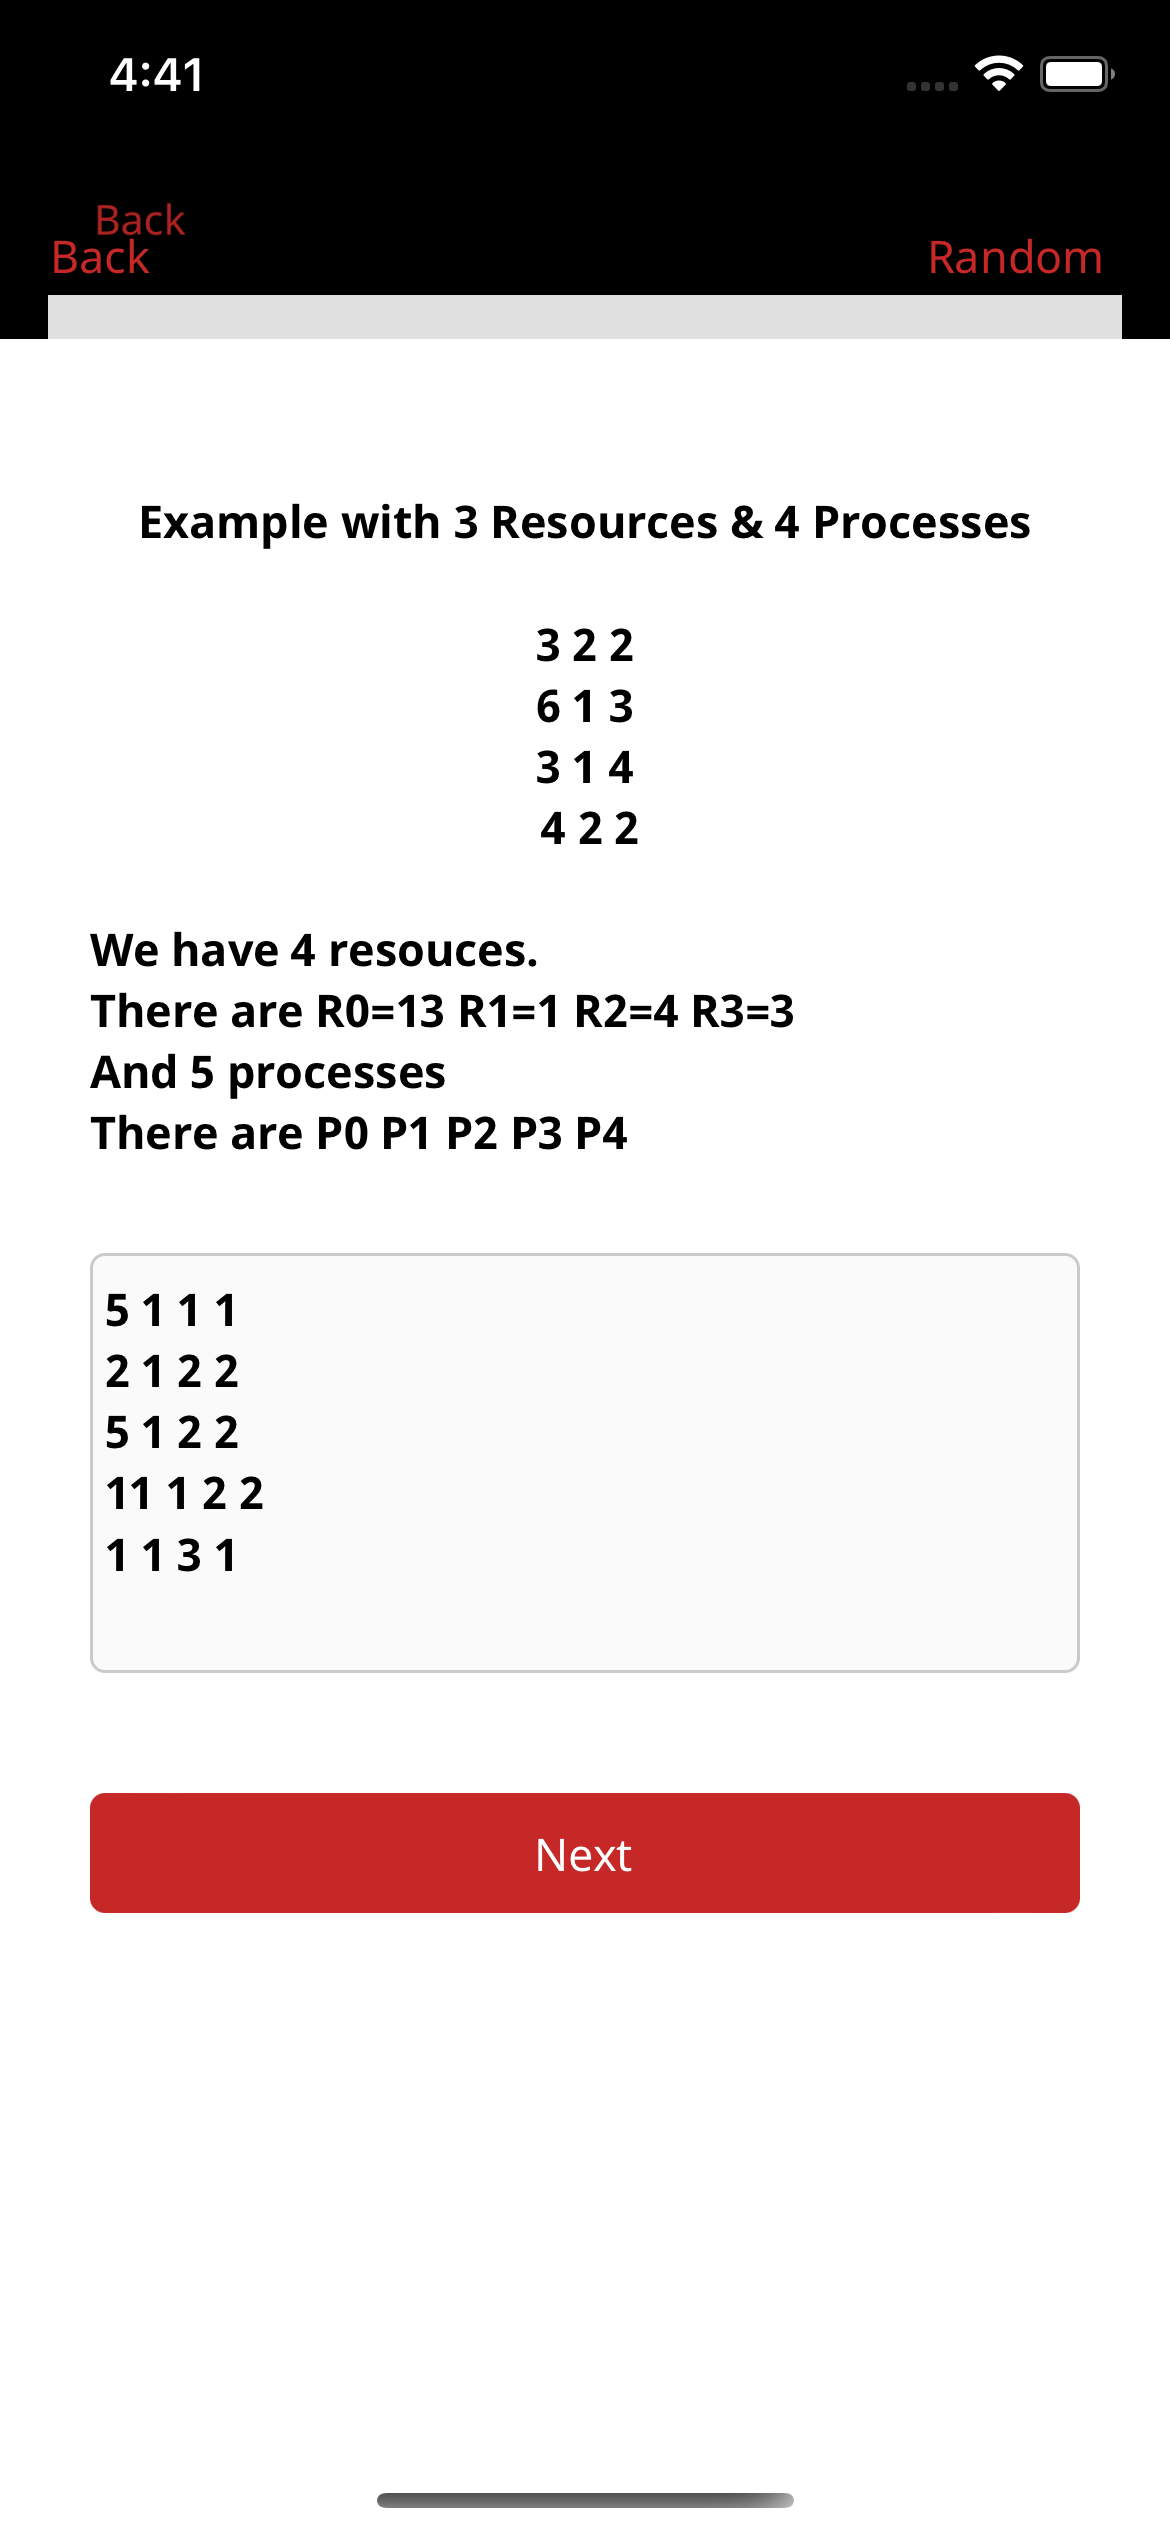 4:41
Back
Back
Random
Example with 3 Resources & 4 Processes
3 2 2
6 1 3
3 1 4
4 2 2
We have 4 resouces.
There are R0=13 R1=1 R2=4 R3=3
And 5 processes
There are P0 P1 P2 P3 P4
5 1 1 1
2 1 2 2
5 1 2 2
11 1 2 2
1 1 3 1
Next